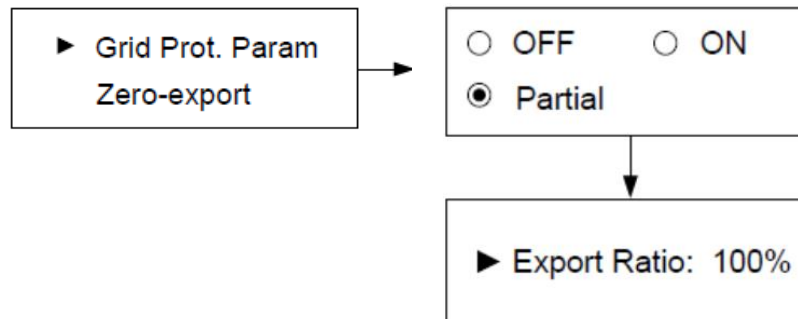 ► Grid Prot. Param
Zero-export
○ OFF ○ ON
◉ Partial
► Export Ratio: 100%